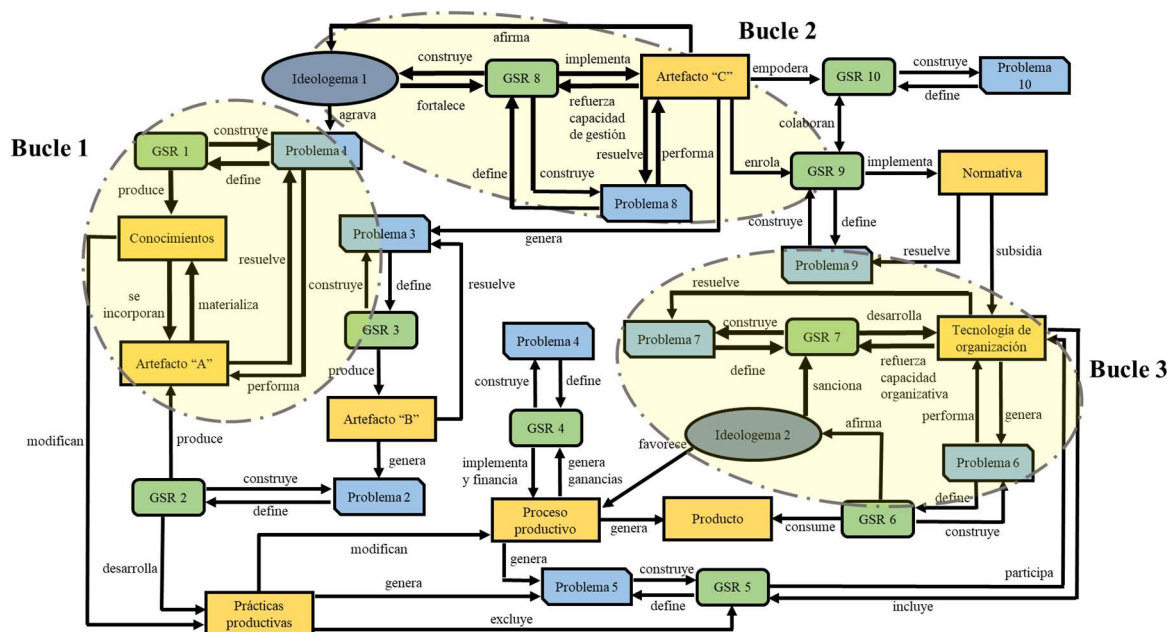 afirma
Bucle 2
construye
implementa
construye
Ideologema 1
GSR 8
Artefacto “C”
empodera
GSR 10
Problema
10
fortalece
refuerza
capacidad
de gestión
define
agrava
colaboran
Bucle 1
construye
GSR 1
Problema 1
define
resuelve
performa
enrola
GSR 9
implementa
Normativa
produce
define
construye
Problema 8
construye
define
Conocimientos
Problema 3
genera
Problema 9
resuelve
subsidia
resuelve
define
resuelve
resuelve
se
incorporan
materializa
construye
GSR 3
Problema 4
Problema 7
construye
GSR 7
desarrolla
Tecnología de
organización
Bucle 3
Artefacto “A”
produce
construye
define
define
sanciona
refuerza
capacidad
organizativa
performa
performa
genera
Artefacto “B”
GSR 4
Ideologema 2
afirma
modifican
produce
favorece
genera
implementa
y financia
genera
ganancias
Problema 6
construye
GSR 2
Problema 2
define
define
Proceso
productivo
genera
Producto
consume
GSR 6
construye
modifican
genera
desarrolla
construye
participa
genera
Problema 5
GSR 5
define
incluye
Prácticas
productivas
excluye